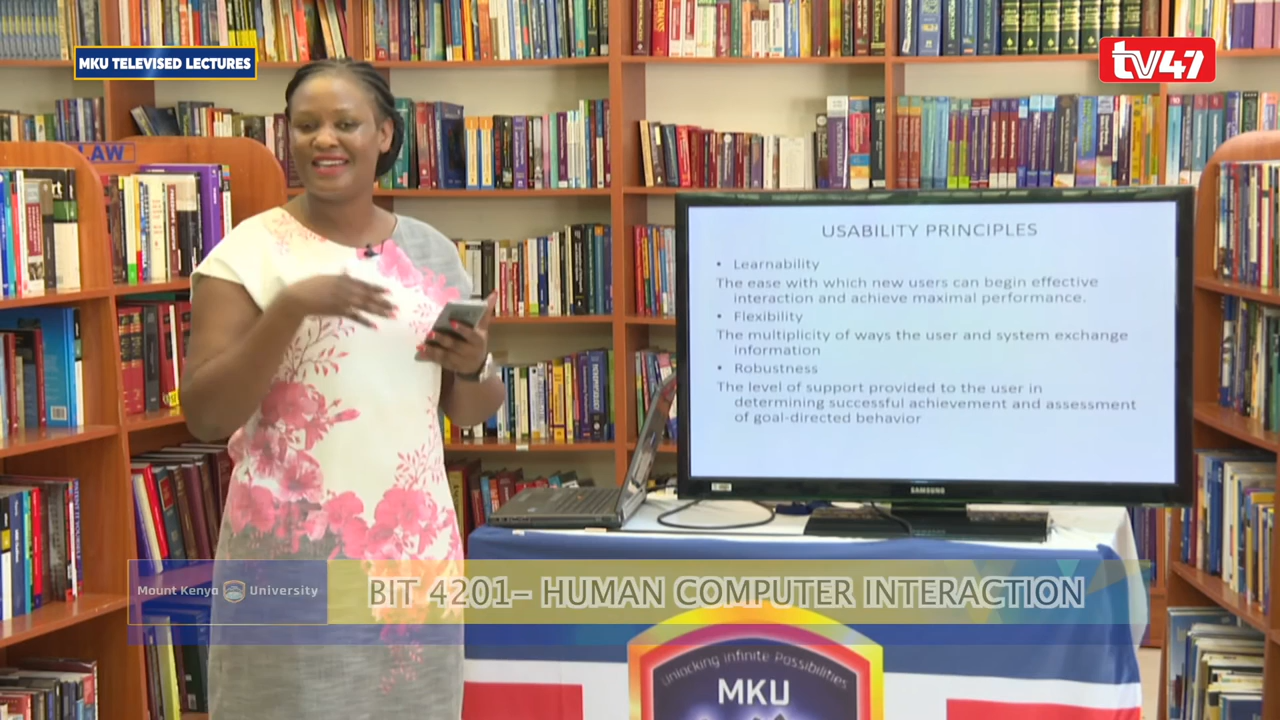 MKU TELEVISED LECTURES
tv47
LAW
USABILITY PRINCIPLES
• Learnability
The ease with which new users can begin effective
interaction and achieve maximal performance.
• Flexibility
The multiplicity of ways the user and system exchange
information
• Robustness
The level of support provided to the user in
determining successful achievement and assessment
of goal-directed behavior
SAMSUNG
Mount Kenya University
BIT 4201– HUMAN COMPUTER INTERACTION
Unlocking Infinite Possibilities
MKU